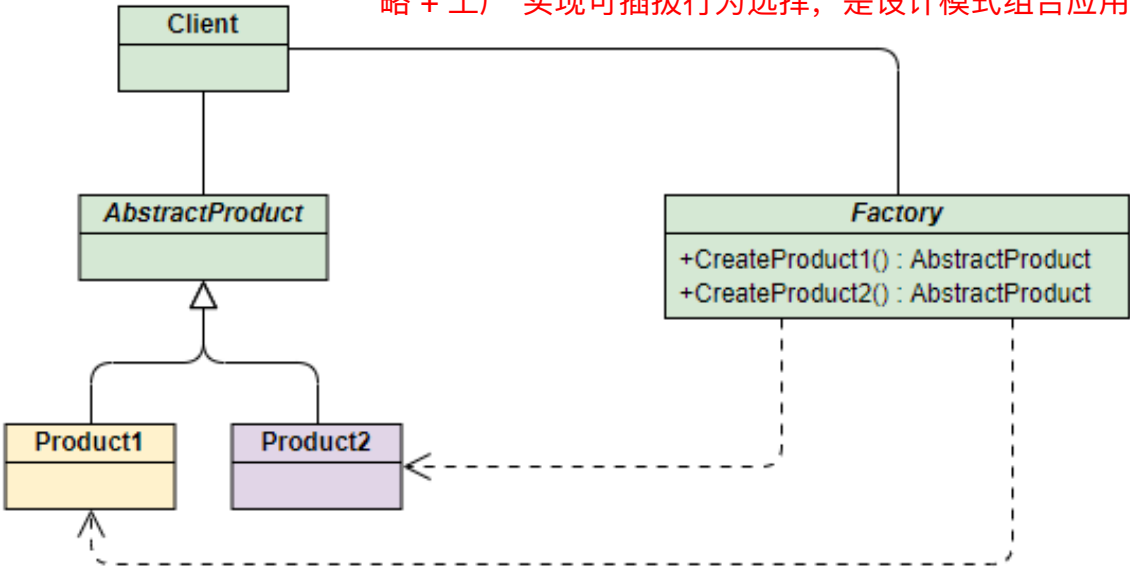 略 + 工厂 实现可插拔行为选择，是设计模式组合应用
Client
AbstractProduct
Factory
+CreateProduct1() : AbstractProduct
+CreateProduct2() : AbstractProduct
Product1
Product2